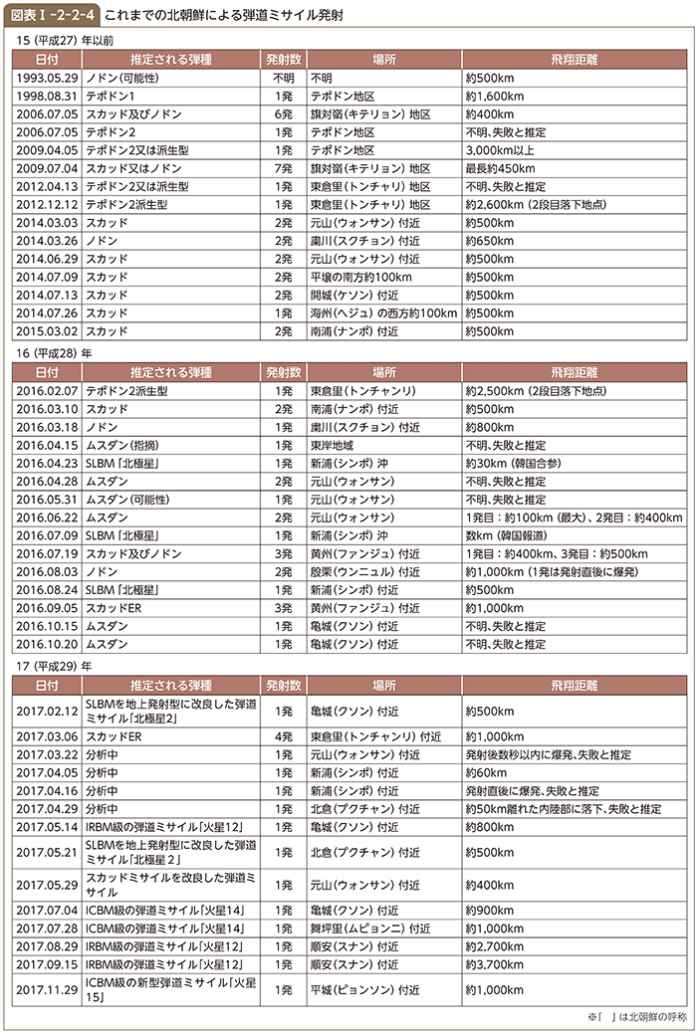 図表Ⅰ-2-2-4 これまでの北朝鮮による弾道ミサイル発射
15（平成27）年以前
日付 推定される弾種 発射数 場所 飛翔距離
1993.05.29 ノドン（可能性） 不明 不明 約500km
1998.08.31 テポドン1 1発 テポドン地区 約1,600km
2006.07.05 スカッド及びノドン 6発 旗対嶺（キテリョン）地区 約400km
2006.07.05 テポドン2 1発 テポドン地区 不明、失敗と推定
2009.04.05 テポドン2又は派生型 1発 テポドン地区 3,000km以上
2009.07.04 スカッド又はノドン 7発 旗対嶺（キテリョン）地区 最長約450km
2012.04.13 テポドン2又は派生型 1発 東倉里（トンチャリ）地区 不明、失敗と推定
2012.12.12 テポドン2派生型 1発 東倉里（トンチャリ）地区 約2,600km（2段目落下地点）
2014.03.03 スカッド 2発 元山（ウォンサン）付近 約500km
2014.03.26 ノドン 2発 粛川（スクチョン）付近 約650km
2014.06.29 スカッド 2発 元山（ウォンサン）付近 約500km
2014.07.09 スカッド 2発 平壌の南方約100km 約500km
2014.07.13 スカッド 2発 開城（ケソン）付近 約500km
2014.07.26 スカッド 1発 海州（ヘジュ）の西方約100km 約500km
2015.03.02 スカッド 2発 南浦（ナンポ）付近 約500km
16（平成28）年
日付 推定される弾種 発射数 場所 飛翔距離
2016.02.07 テポドン2派生型 1発 東倉里（トンチャンリ） 約2,500km（2段目落下地点）
2016.03.10 スカッド 2発 南浦（ナンポ）付近 約500km
2016.03.18 ノドン 1発 粛川（スクチョン）付近 約800km
2016.04.15 ムスダン（指摘） 1発 東岸地域 不明、失敗と推定
2016.04.23 SLBM「北極星」 1発 新浦（シンポ）沖 約30km（韓国合参）
2016.04.28 ムスダン 2発 元山（ウォンサン） 不明、失敗と推定
2016.05.31 ムスダン（可能性） 1発 元山（ウォンサン） 不明、失敗と推定
2016.06.22 ムスダン 2発 元山（ウォンサン） 1発目：約100km（最大）、2発目：約400km
2016.07.09 SLBM「北極星」 1発 新浦（シンポ）沖 数km（韓国報道）
2016.07.19 スカッド及びノドン 3発 黄州（ファンジュ）付近 1発目：約400km、3発目：約500km
2016.08.03 ノドン 2発 殷栗（ウンニュル）付近 約1,000km（1発は発射直後に爆発）
2016.08.24 SLBM「北極星」 1発 新浦（シンポ）付近 約500km
2016.09.05 スカッドER 3発 黄州（ファンジュ）付近 約1,000km
2016.10.15 ムスダン 1発 亀城（クソン）付近 不明、失敗と推定
2016.10.20 ムスダン 1発 亀城（クソン）付近 不明、失敗と推定
17（平成29）年
日付 推定される弾種 発射数 場所 飛翔距離
2017.02.12 SLBMを地上発射型に改良した弾道
ミサイル「北極星2」 1発 亀城（クソン）付近 約500km
2017.03.06 スカッドER 4発 東倉里（トンチャンリ）付近 約1,000km
2017.03.22 分析中 1発 元山（ウォンサン）付近 発射後数秒以内に爆発、失敗と推定
2017.04.05 分析中 1発 新浦（シンポ）付近 約60km
2017.04.16 分析中 1発 新浦（シンポ）付近 発射直後に爆発、失敗と推定
2017.04.29 分析中 1発 北倉（プクチャン）付近 約50km離れた内陸部に落下、失敗と推定
2017.05.14 IRBM級の弾道ミサイル「火星12」 1発 亀城（クソン）付近 約800km
2017.05.21 SLBMを地上発射型に改良した弾道
ミサイル「北極星２」 1発 北倉（プクチャン）付近 約500km
2017.05.29 スカッドミサイルを改良した弾道ミ
サイル 1発 元山（ウォンサン）付近 約400km
2017.07.04 ICBM級の弾道ミサイル「火星14」 1発 亀城（クソン）付近 約900km
2017.07.28 ICBM級の弾道ミサイル「火星14」 1発 舞坪里（ムピョンニ）付近 約1,000km
2017.08.29 IRBM級の弾道ミサイル「火星12」 1発 順安（スナン）付近 約2,700km
2017.09.15 IRBM級の弾道ミサイル「火星12」 1発 順安（スナン）付近 約3,700km
2017.11.29 ICBM級の新型弾道ミサイル「火星
15」 1発 平城（ピョンソン）付近 約1,000km
※「　」は北朝鮮の呼称